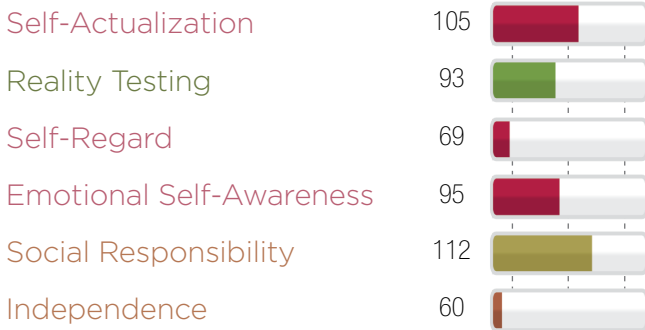 Self-Actualization 105
Reality Testing 93
Self-Regard 69
Emotional Self-Awareness 95
Social Responsibility 112
Independence 60